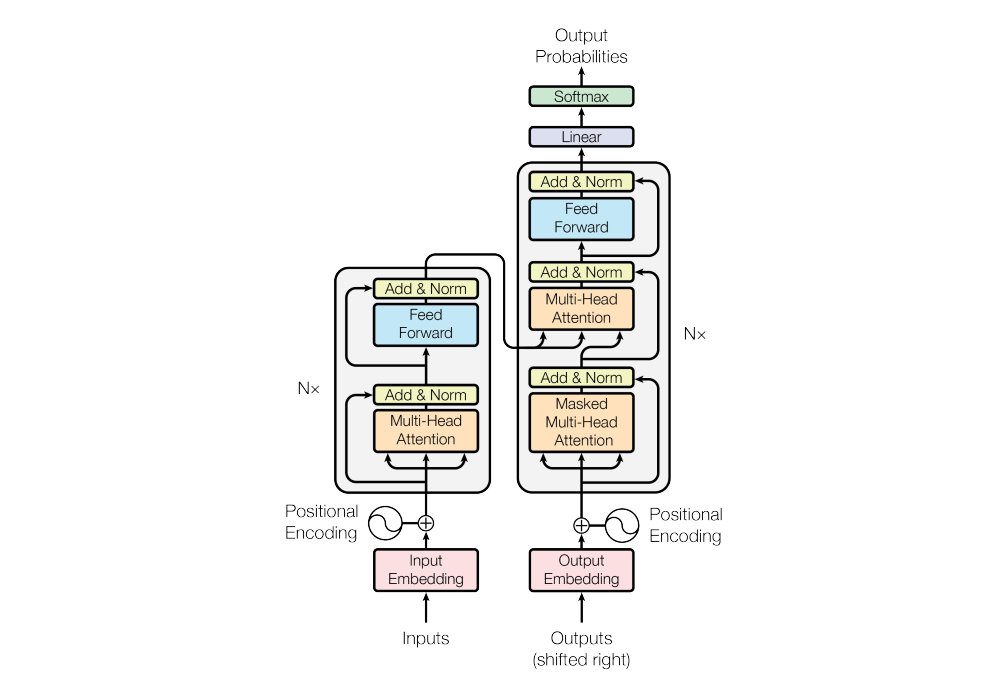 Output
Probabilities
Softmax
Linear
Add & Norm
Feed
Forward
Add & Norm
Multi-Head
Attention
Add & Norm
Masked
Multi-Head
Attention
N×
Add & Norm
Feed
Forward
Add & Norm
Multi-Head
Attention
N×
Positional
Encoding
Positional
Encoding
Input
Embedding
Output
Embedding
Inputs
Outputs
(shifted right)